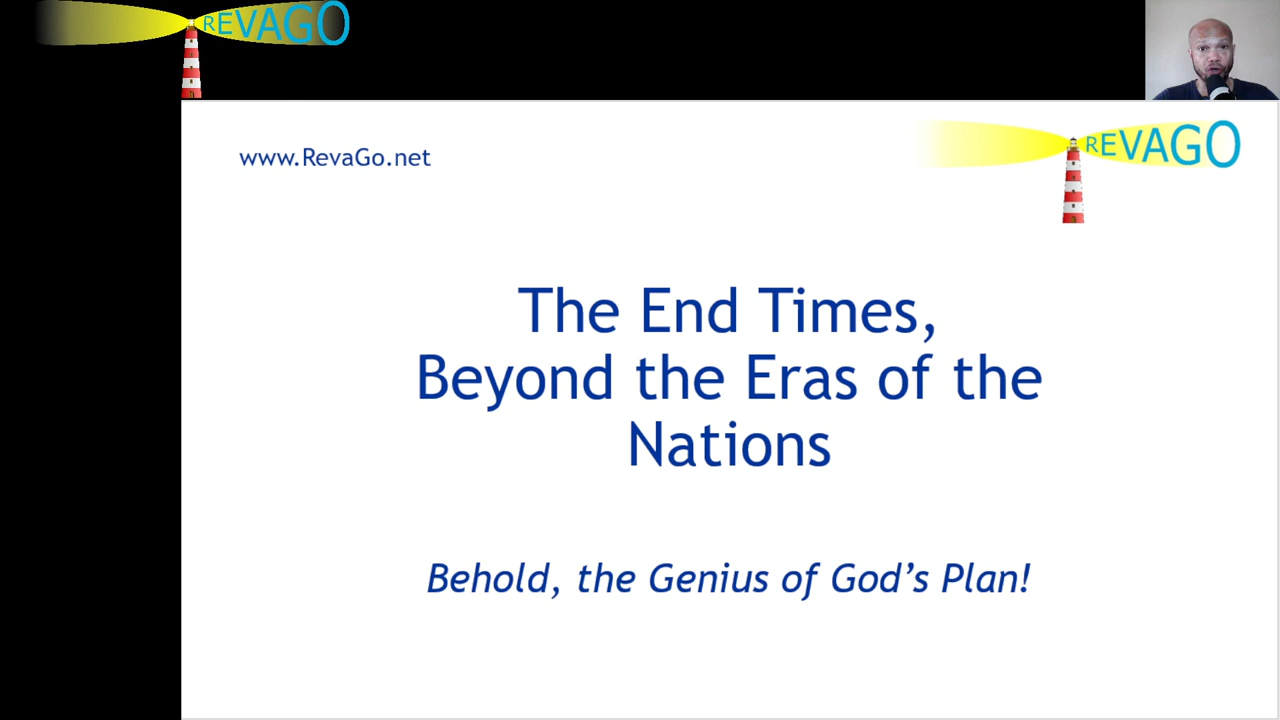 REVAGO
www.RevaGo.net
REVAGO
The End Times,
Beyond the Eras of the
Nations
Behold, the Genius of God’s Plan!